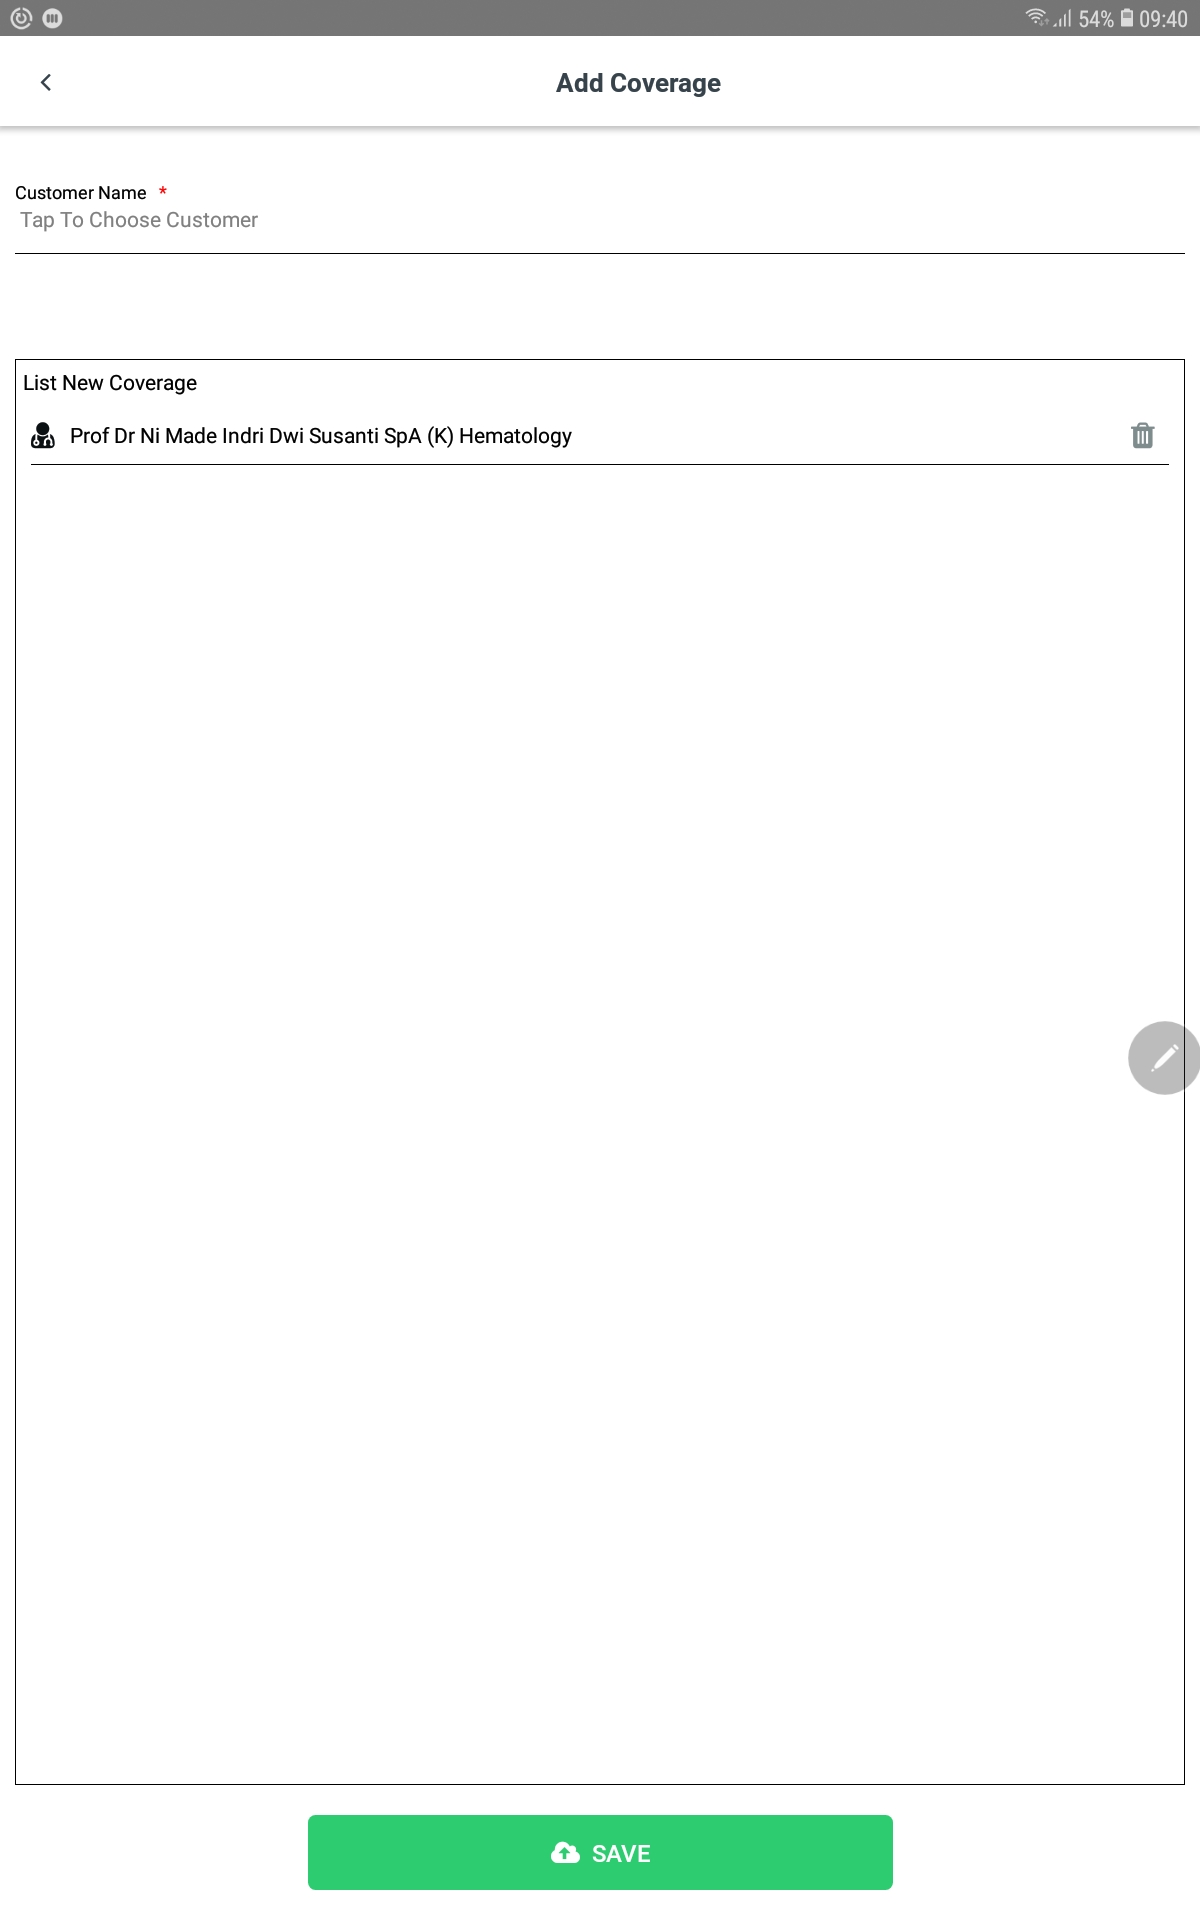 54% 09:40
Add Coverage
Customer Name *
Tap To Choose Customer
List New Coverage
Prof Dr Ni Made Indri Dwi Susanti SpA (K) Hematology
SAVE